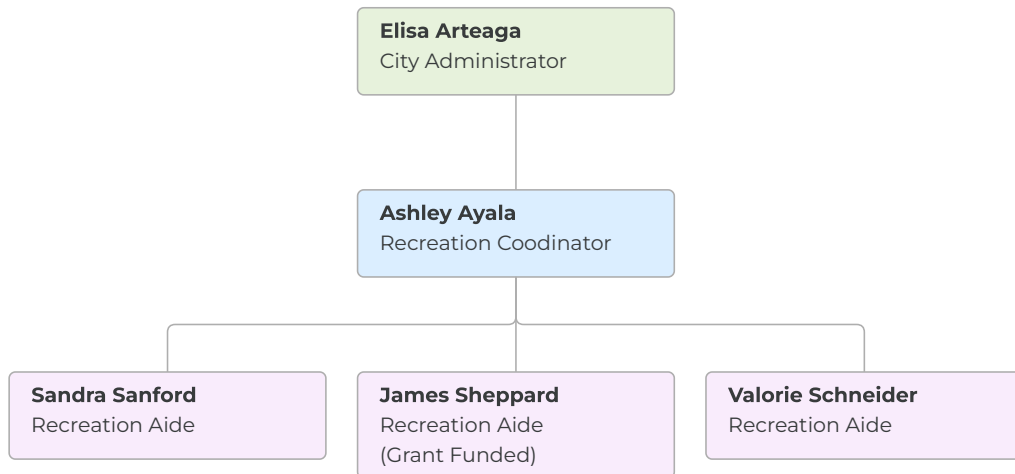 Elisa Arteaga
City Administrator
Ashley Ayala
Recreation Coodinator
Sandra Sanford
Recreation Aide
James Sheppard
Recreation Aide
(Grant Funded)
Valorie Schneider
Recreation Aide